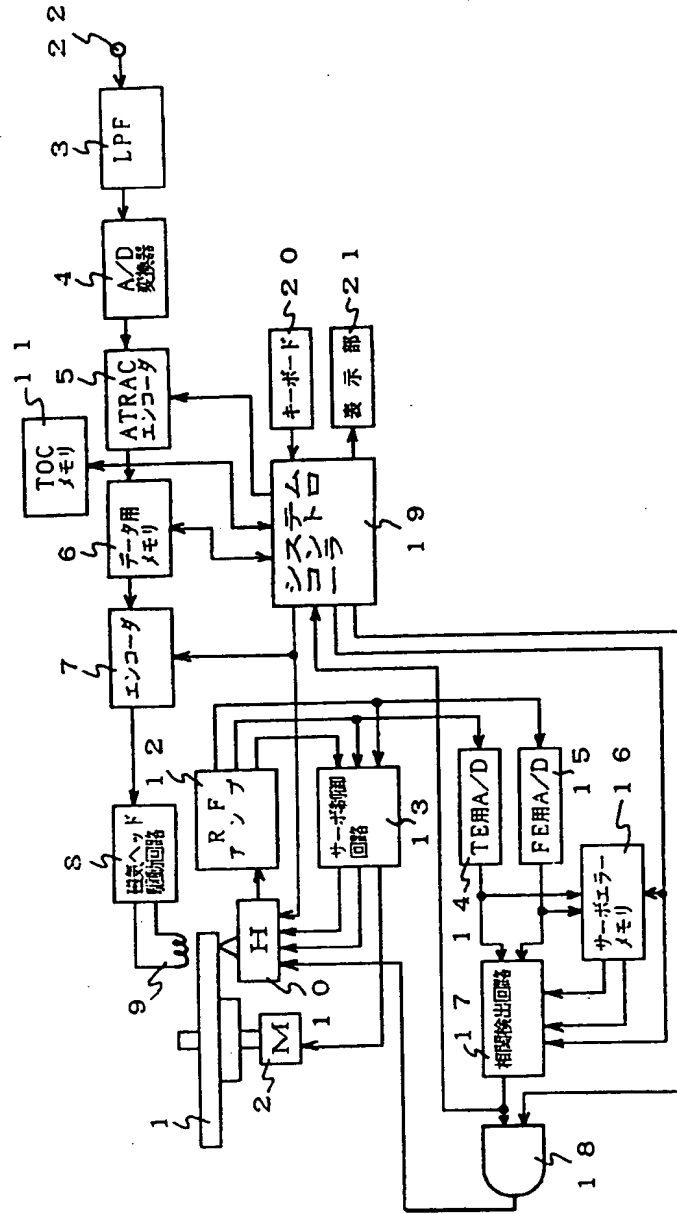 22
3
LPF
4
A/D
変換器
11
5
ATRAC
エンコーダ
TOC
メモリ
6
データ用
メモリ
7
エンコーダ
8
磁気ヘッド
駆動回路
9
20
キーボード
21
表示部
システム
コントロ
ーラ
19
12
RF
アンプ
サーボ制御
回路
13
H
10
M
2
1
TE用A/D
14
FE用A/D
15
サーボエラー
メモリ
16
相関検出回路
17
18